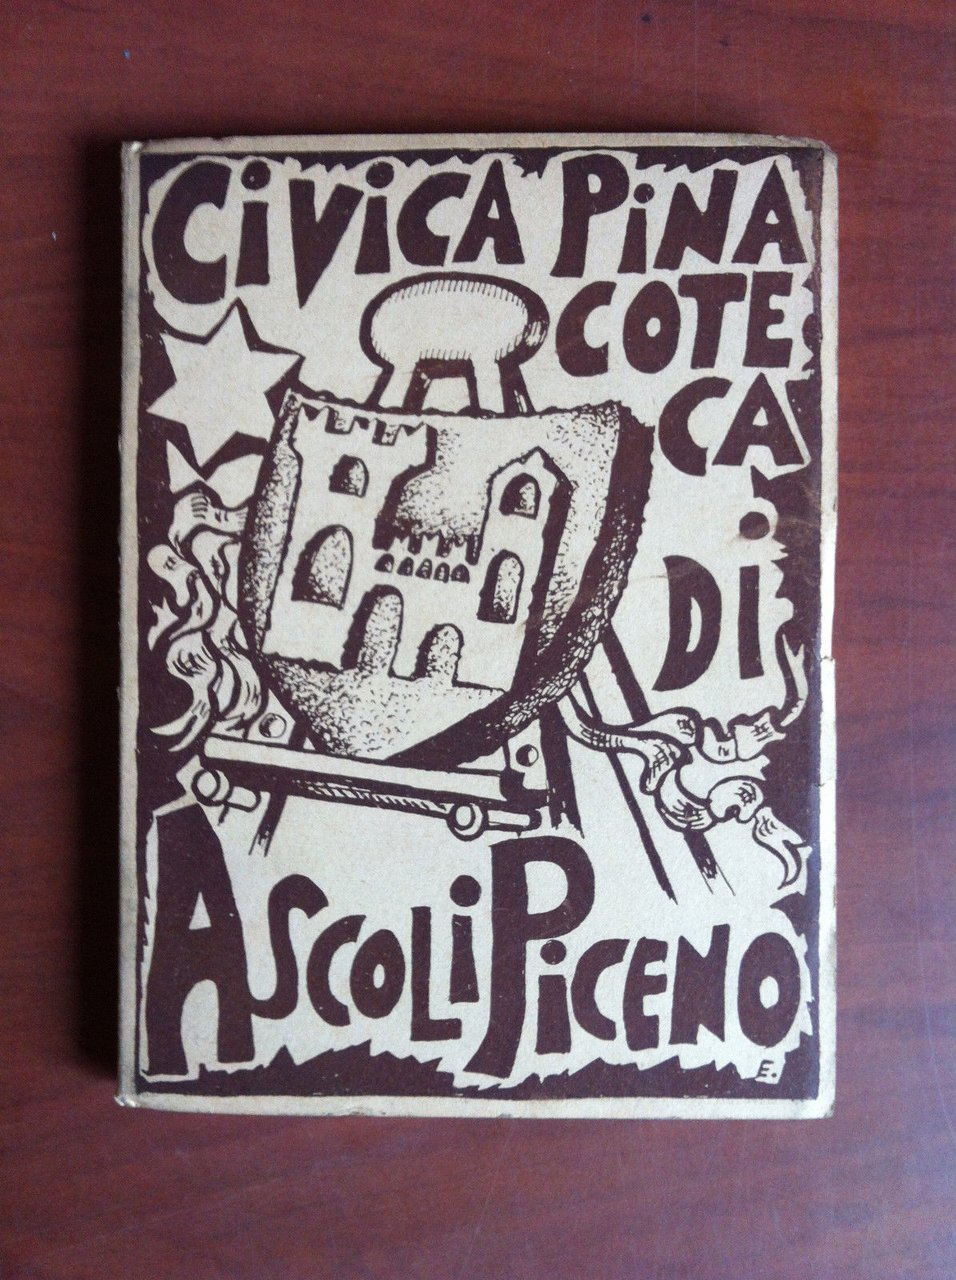 CiViCA PiNA
COTE
CA
Di
ASCOLi PiCENO
E.